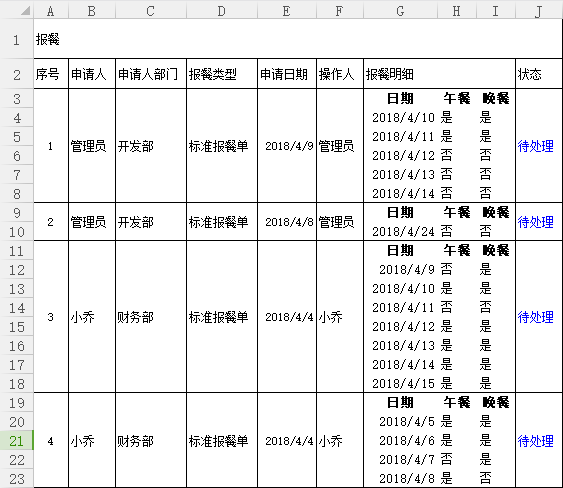 A B C D E F G H I J
1 报餐
2 序号 申请人 申请人部门 报餐类型 申请日期 操作人 报餐明细 状态
3 日期 午餐 晚餐
4 2018/4/10 是 是
5 2018/4/11 是 是
6 1 管理员 开发部 标准报餐单 2018/4/9 管理员 2018/4/12 否 否 待处理
7 2018/4/13 否 否
8 2018/4/14 否 否
9 日期 午餐 晚餐
10 2 管理员 开发部 标准报餐单 2018/4/8 管理员 2018/4/24 否 否 待处理
11 日期 午餐 晚餐
12 2018/4/9 否 是
13 2018/4/10 是 是
14 2018/4/11 否 否
15 3 小乔 财务部 标准报餐单 2018/4/4 小乔 2018/4/12 是 是 待处理
16 2018/4/13 是 是
17 2018/4/14 是 是
18 2018/4/15 是 是
19 日期 午餐 晚餐
20 2018/4/5 是 是
21 4 小乔 财务部 标准报餐单 2018/4/4 小乔 2018/4/6 是 是 待处理
22 2018/4/7 否 是
23 2018/4/8 是 否